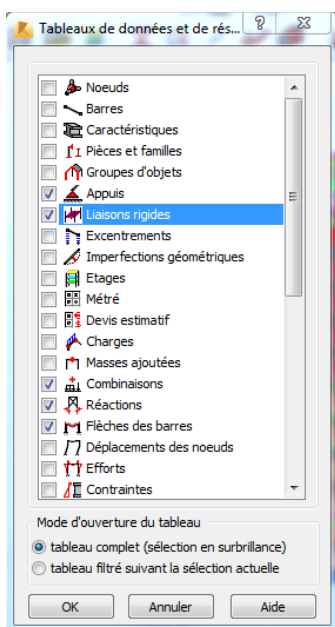 Tableaux de données et de rés...
Noeuds
Barres
Caractéristiques
Pièces et familles
Groupes d'objets
Appuis
Liaisons rigides
Excentrements
Imperfections géométriques
Etages
Métré
Devis estimatif
Charges
Masses ajoutées
Combinaisons
Réactions
Flèches des barres
Déplacements des noeuds
Efforts
Contraintes
Mode d'ouverture du tableau
tableau complet (sélection en surbrillance)
tableau filtré suivant la sélection actuelle
OK Annuler Aide